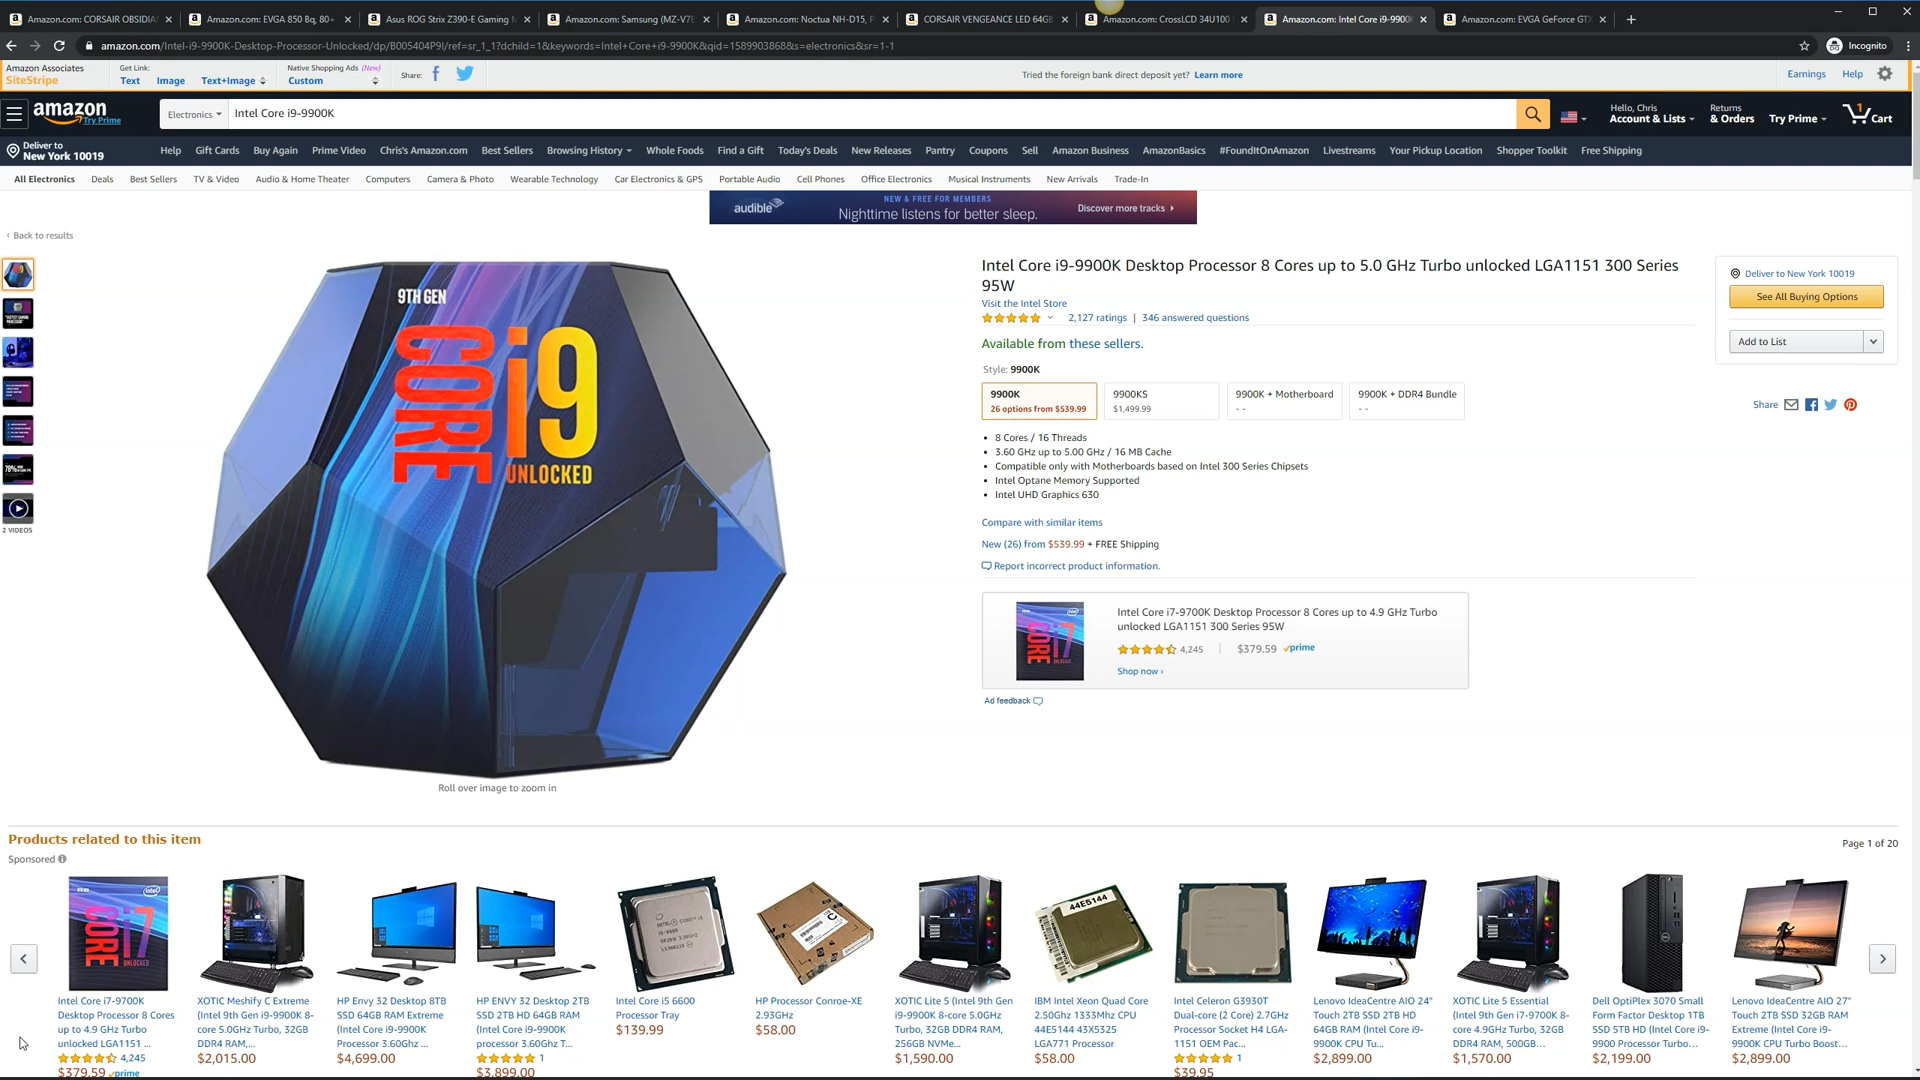 Amazon.com: CORSAIR OBSIDIA
Amazon.com: EVGA 850 Bq, 80+
Asus ROG Strix Z390-E Gaming M
Amazon.com: Samsung (MZ-V7E
Amazon.com: Noctua NH-D15, P
CORSAIR VENGEANCE LED 64GB
Amazon.com: CrossLCD 34U100
Amazon.com: Intel Core i9-9900
Amazon.com: EVGA GeForce GTX
amazon.com/Intel-i9-9900K-Desktop-Processor-Unlocked/dp/B005404P9I/ref=sr_1_1?dchild=1&keywords=Intel+Core+i9-9900K&qid=1589903868&s=electronics&sr=1-1
Incognito
Amazon Associates
SiteStripe
Get Link:
Text Image Text+Image
Native Shopping Ads (New)
Custom
Share:
Tried the foreign bank direct deposit yet? Learn more
Earnings Help
amazon
Try Prime
Electronics
Intel Core i9-9900K
Hello, Chris
Account & Lists
Returns
& Orders
Try Prime
1
Cart
Deliver to
New York 10019
Help Gift Cards Buy Again Prime Video Chris's Amazon.com Best Sellers Browsing History Whole Foods Find a Gift Today's Deals New Releases Pantry Coupons Sell Amazon Business AmazonBasics #FoundItOnAmazon Livestreams Your Pickup Location Shopper Toolkit Free Shipping
All Electronics Deals Best Sellers TV & Video Audio & Home Theater Computers Camera & Photo Wearable Technology Car Electronics & GPS Portable Audio Cell Phones Office Electronics Musical Instruments New Arrivals Trade-In
audible
NEW & FREE FOR MEMBERS
Nighttime listens for better sleep.
Discover more tracks
‹ Back to results
2 VIDEOS
9TH GEN
CORE
i9
UNLOCKED
Roll over image to zoom in
Intel Core i9-9900K Desktop Processor 8 Cores up to 5.0 GHz Turbo unlocked LGA1151 300 Series
95W
Visit the Intel Store
2,127 ratings | 346 answered questions
Available from these sellers.
Style: 9900K
9900K
26 options from $539.99
9900KS
$1,499.99
9900K + Motherboard
- -
9900K + DDR4 Bundle
- -
• 8 Cores / 16 Threads
• 3.60 GHz up to 5.00 GHz / 16 MB Cache
• Compatible only with Motherboards based on Intel 300 Series Chipsets
• Intel Optane Memory Supported
• Intel UHD Graphics 630
Compare with similar items
New (26) from $539.99 + FREE Shipping
Report incorrect product information.
CORE i7
Intel Core i7-9700K Desktop Processor 8 Cores up to 4.9 GHz Turbo
unlocked LGA1151 300 Series 95W
4,245 | $379.59 prime
Shop now ›
Ad feedback
Deliver to New York 10019
See All Buying Options
Add to List
Share
Products related to this item
Sponsored
Page 1 of 20
intel
CORE i7
UNLOCKED
Intel Core i7-9700K
Desktop Processor 8 Cores
up to 4.9 GHz Turbo
unlocked LGA1151 ...
4,245
$379.59 prime
XOTIC Meshify C Extreme
(Intel 9th Gen i9-9900K 8-
core 5.0GHz Turbo, 32GB
DDR4 RAM,...
$2,015.00
HP Envy 32 Desktop 8TB
SSD 64GB RAM Extreme
(Intel Core i9-9900K
Processor 3.60Ghz ...
$4,699.00
HP ENVY 32 Desktop 2TB
SSD 2TB HD 64GB RAM
(Intel Core i9-9900K
processor 3.60Ghz T...
1
$3,899.00
Intel Core i5 6600
Processor Tray
$139.99
HP Processor Conroe-XE
2.93GHz
$58.00
XOTIC Lite 5 (Intel 9th Gen
i9-9900K 8-core 5.0GHz
Turbo, 32GB DDR4 RAM,
256GB NVMe...
$1,590.00
44E5144
IBM Intel Xeon Quad Core
2.50Ghz 1333Mhz CPU
44E5144 43X5325
LGA771 Processor
$58.00
Intel Celeron G3930T
Dual-core (2 Core) 2.7GHz
Processor Socket H4 LGA-
1151 OEM Pac...
1
$39.95
Lenovo IdeaCentre AIO 24"
Touch 2TB SSD 2TB HD
64GB RAM (Intel Core i9-
9900K CPU Tu...
$2,899.00
XOTIC Lite 5 Essential
(Intel 9th Gen i7-9700K 8-
core 4.9GHz Turbo, 32GB
DDR4 RAM, 500GB...
$1,570.00
Dell OptiPlex 3070 Small
Form Factor Desktop 1TB
SSD 5TB HD (Intel Core i9-
9900 Processor Turbo...
$2,199.00
Lenovo IdeaCentre AIO 27"
Touch 2TB SSD 32GB RAM
Extreme (Intel Core i9-
9900K CPU Turbo Boost...
$2,899.00